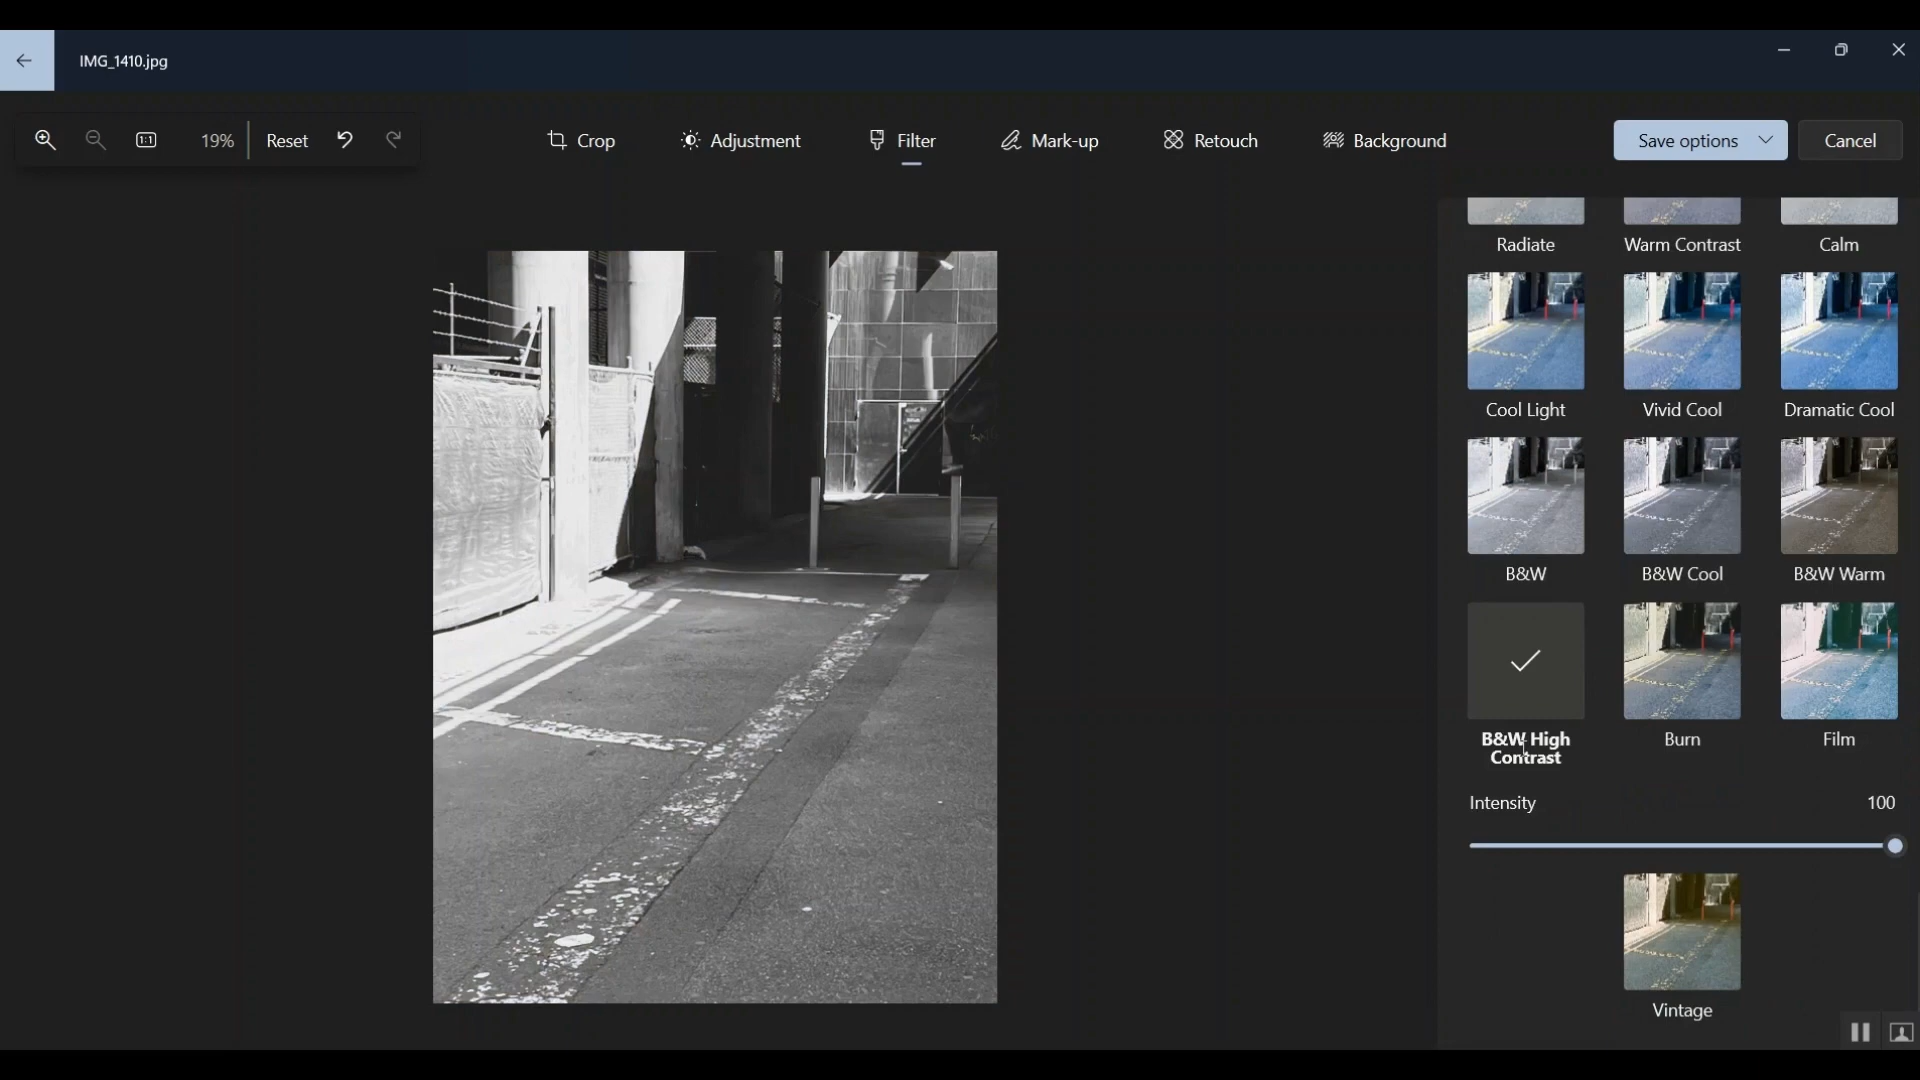 IMG_1410.jpg
19%
Reset
Crop
Adjustment
Filter
Mark-up
Retouch
Background
Save options
Cancel
Radiate
Warm Contrast
Calm
Cool Light
Vivid Cool
Dramatic Cool
B&W
B&W Cool
B&W Warm
B&W High
Contrast
Burn
Film
Intensity
100
Vintage